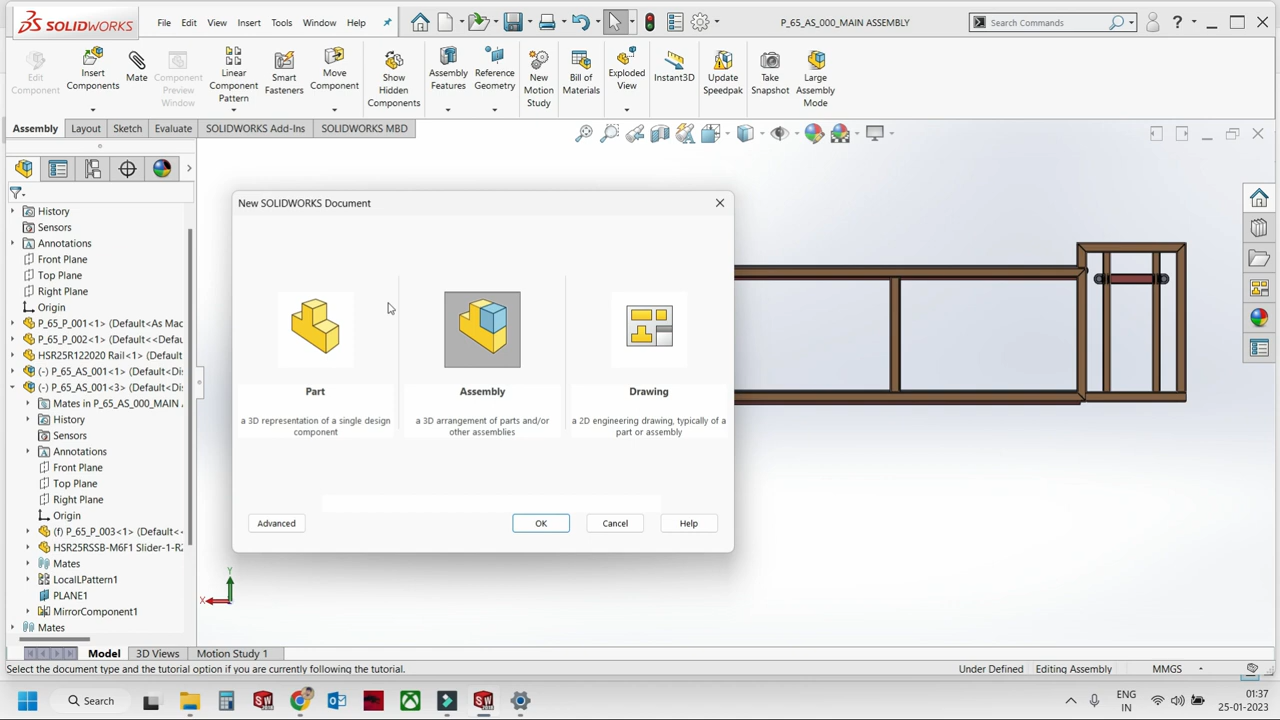 SOLIDWORKS
File Edit View Insert Tools Window Help
P_65_AS_000_MAIN ASSEMBLY
Search Commands
Edit Component
Insert Components
Mate
Component Preview Window
Linear Component Pattern
Smart Fasteners
Move Component
Show Hidden Components
Assembly Features
Reference Geometry
New Motion Study
Bill of Materials
Exploded View
Instant3D
Update Speedpak
Take Snapshot
Large Assembly Mode
Assembly Layout Sketch Evaluate SOLIDWORKS Add-Ins SOLIDWORKS MBD
History
Sensors
Annotations
Front Plane
Top Plane
Right Plane
Origin
P_65_P_001<1> (Default<As Mac
P_65_P_002<1> (Default<Defau
HSR25R122020 Rail<1> (Default
(-) P_65_AS_001<1> (Default<Di
(-) P_65_AS_001<3> (Default<Di
Mates in P_65_AS_000_MAIN
History
Sensors
Annotations
Front Plane
Top Plane
Right Plane
Origin
(f) P_65_P_003<1> (Default<<
HSR25RSSB-M6F1 Slider-1-R
Mates
LocalLPattern1
PLANE1
MirrorComponent1
Mates
New SOLIDWORKS Document
Part
a 3D representation of a single design
component
Assembly
a 3D arrangement of parts and/or
other assemblies
Drawing
a 2D engineering drawing, typically of a
part or assembly
Advanced OK Cancel Help
Y
X
Model 3D Views Motion Study 1
Select the document type and the tutorial option if you are currently following the tutorial.
Under Defined Editing Assembly MMGS
Search
ENG
IN
01:37
25-01-2023